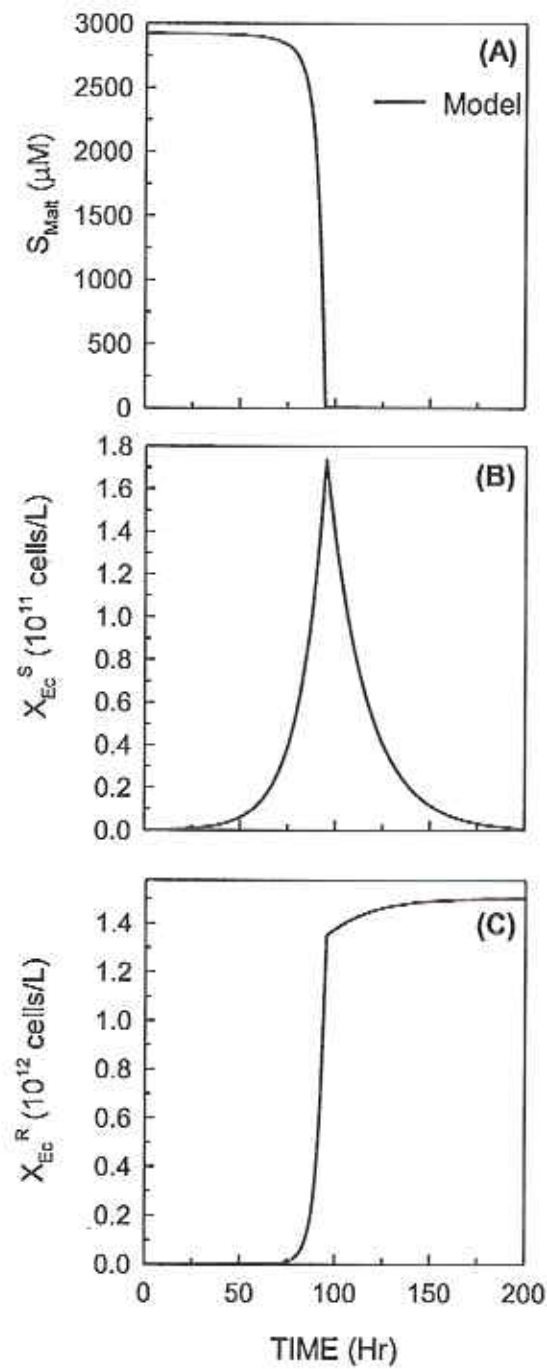 3000
2500
2000
1500
1000
500
0
S_Malt (μM)
(A)
Model
1.8
1.6
1.4
1.2
1.0
0.8
0.6
0.4
0.2
0.0
X_Ec^S (10^11 cells/L)
(B)
1.4
1.2
1.0
0.8
0.6
0.4
0.2
0.0
X_Ec^R (10^12 cells/L)
(C)
0 50 100 150 200
TIME (Hr)